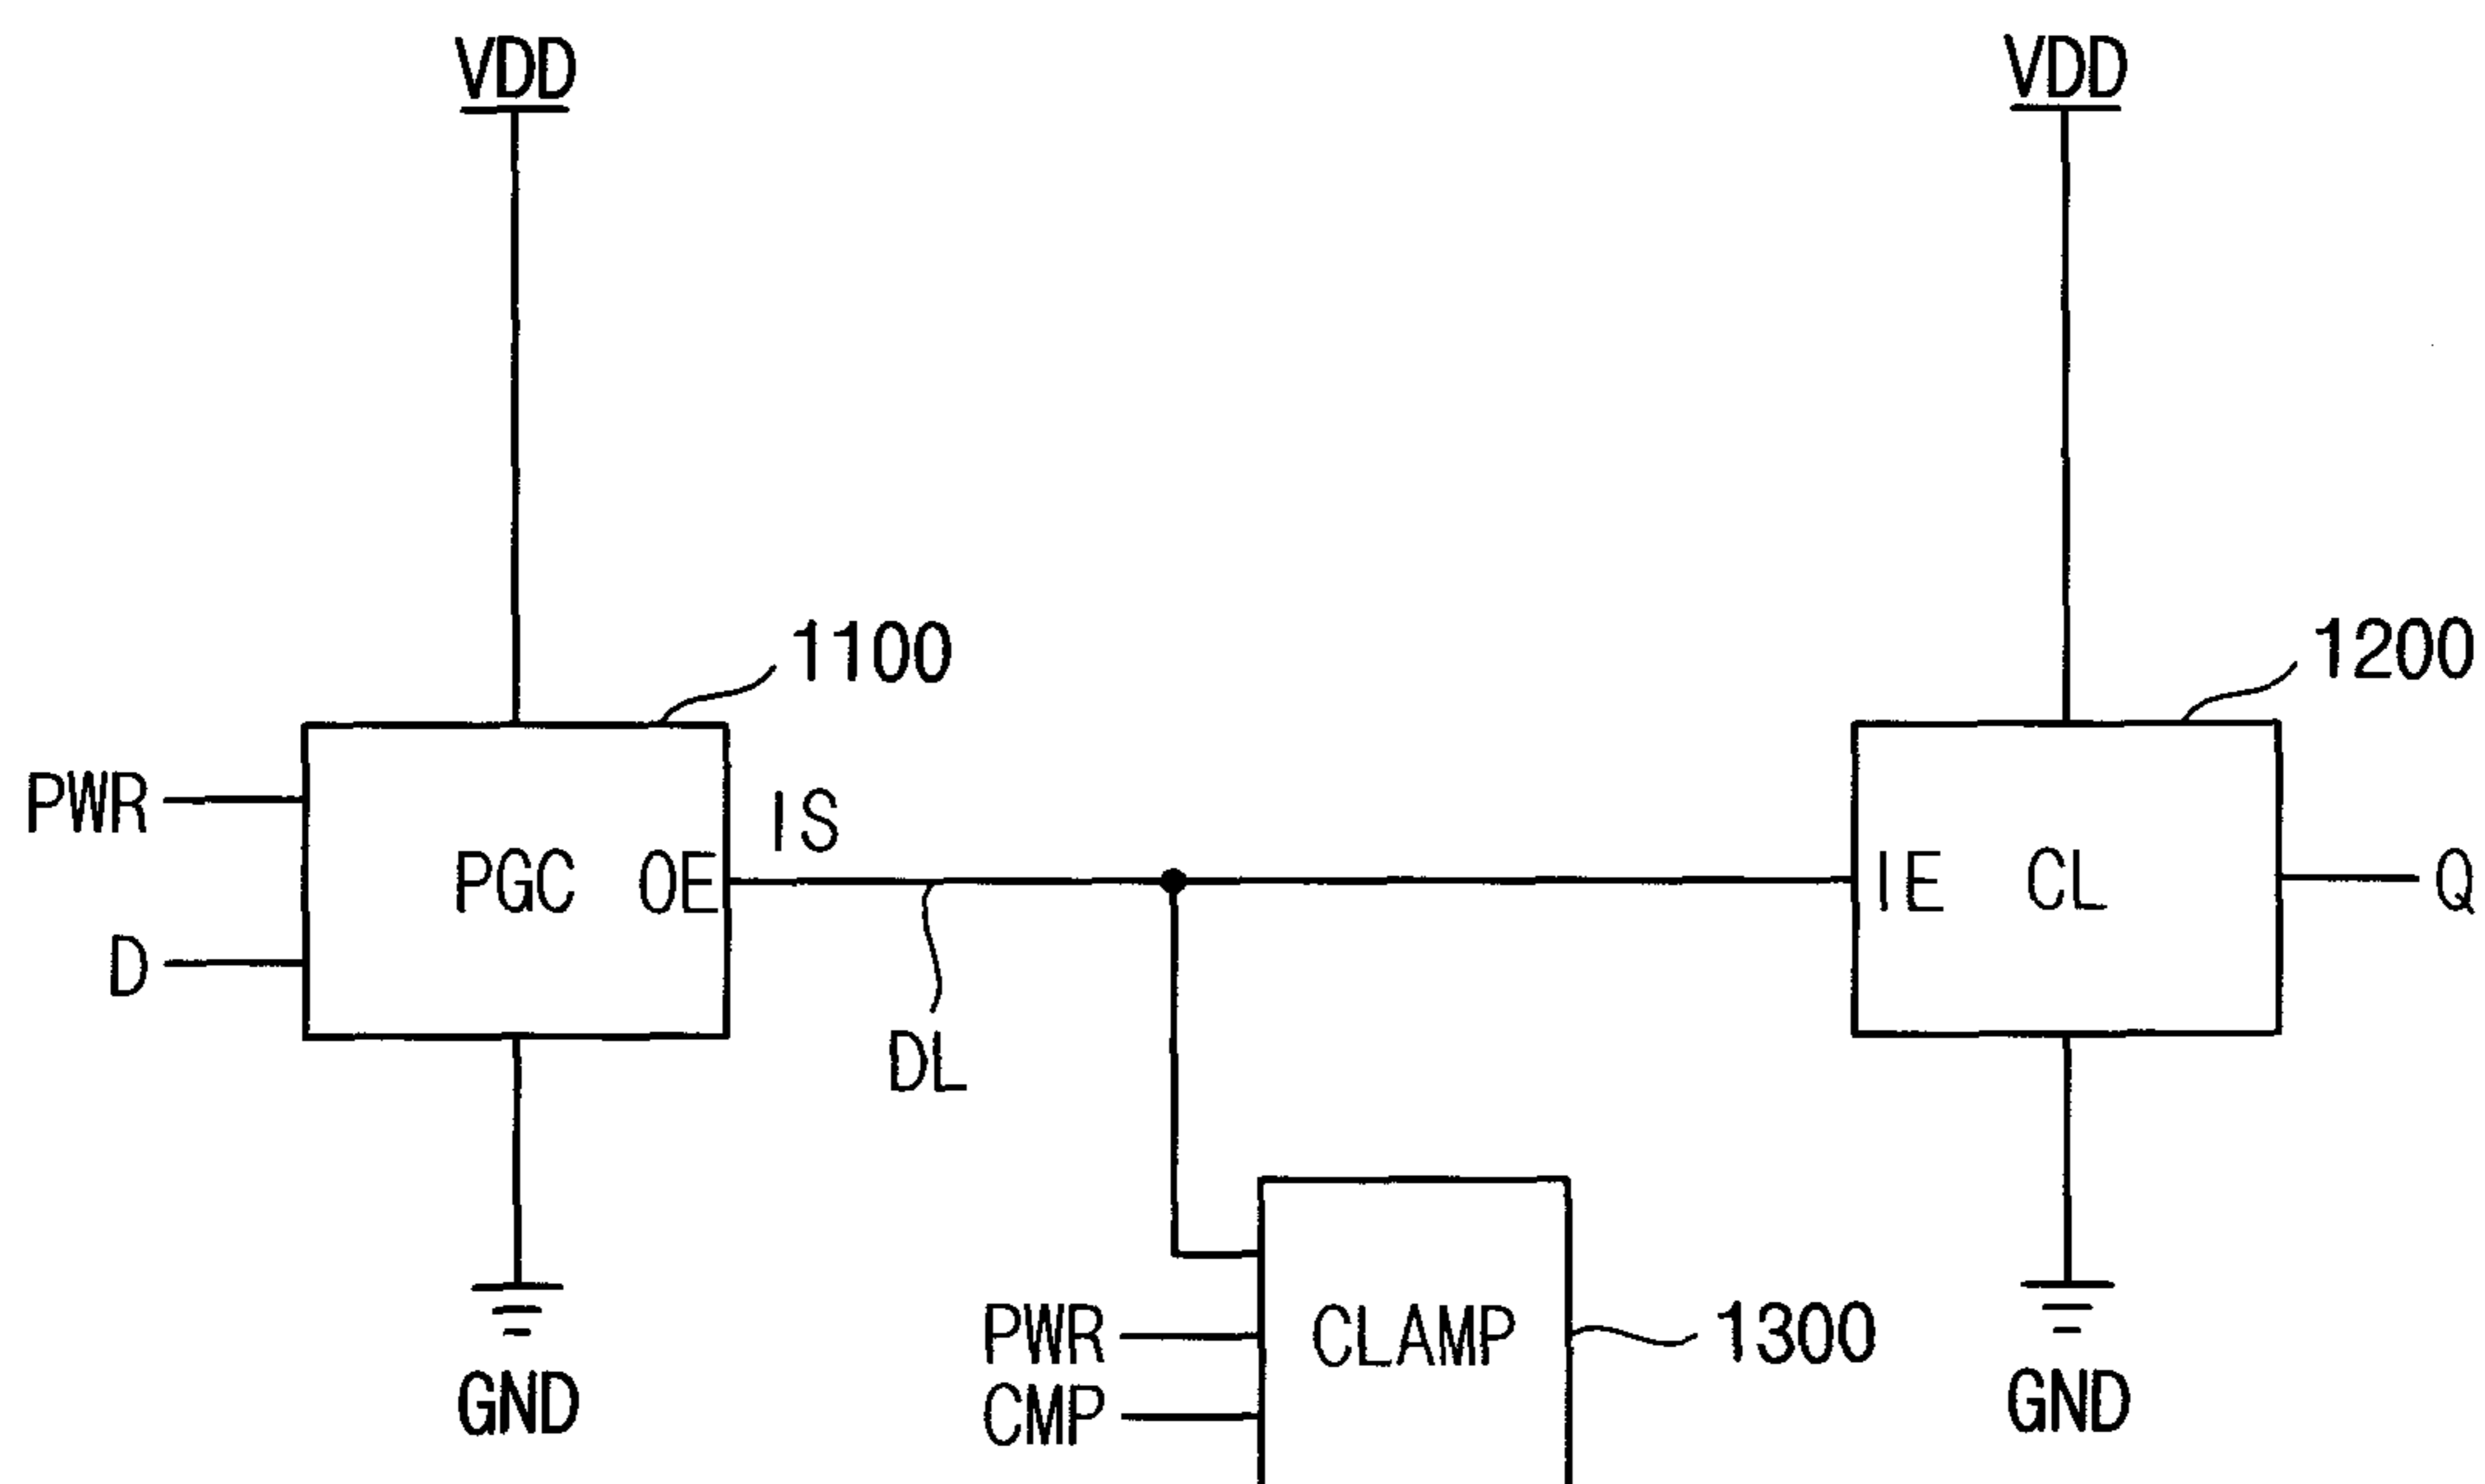 VDD
VDD
1100
1200
PWR
IS
PGC
OE
IE
CL
Q
D
DL
PWR
CLAMP
1300
CMP
GND
GND